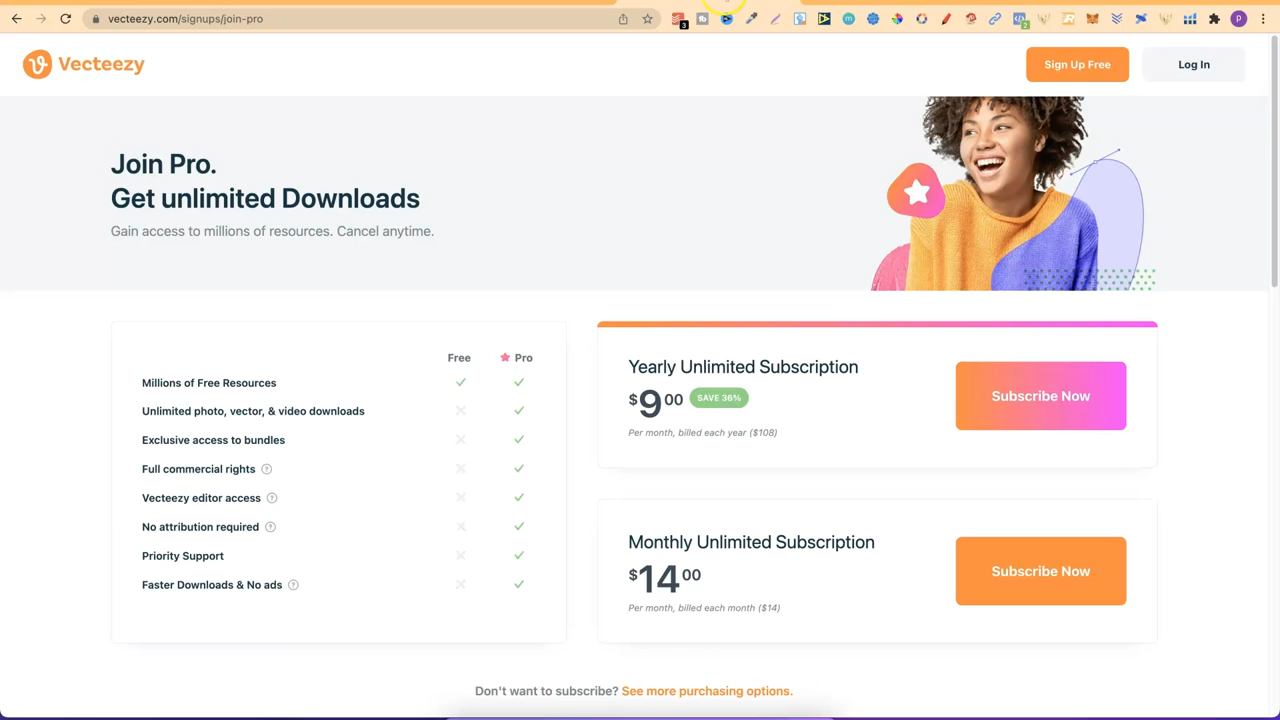 vecteezy.com/signups/join-pro
3
2
P
Vecteezy
Sign Up Free
Log In
Join Pro.
Get unlimited Downloads
Gain access to millions of resources. Cancel anytime.
Free
Pro
Millions of Free Resources
Unlimited photo, vector, & video downloads
Exclusive access to bundles
Full commercial rights ?
Vecteezy editor access ?
No attribution required ?
Priority Support
Faster Downloads & No ads ?
Yearly Unlimited Subscription
$9 00 SAVE 36%
Per month, billed each year ($108)
Subscribe Now
Monthly Unlimited Subscription
$14 00
Per month, billed each month ($14)
Subscribe Now
Don't want to subscribe? See more purchasing options.